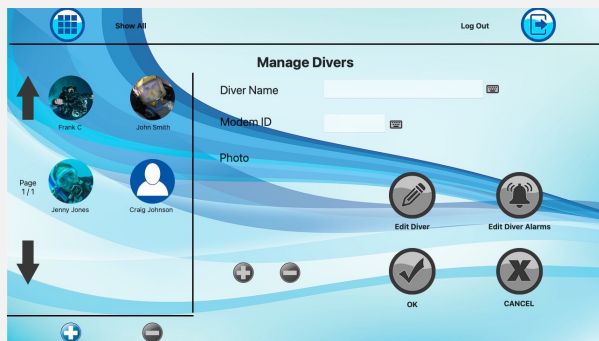 Show All
Log Out
Manage Divers
Diver Name
Modem ID
Photo
Frank C
John Smith
Page
1 / 1
Jenny Jones
Craig Johnson
Edit Diver
Edit Diver Alarms
OK
CANCEL